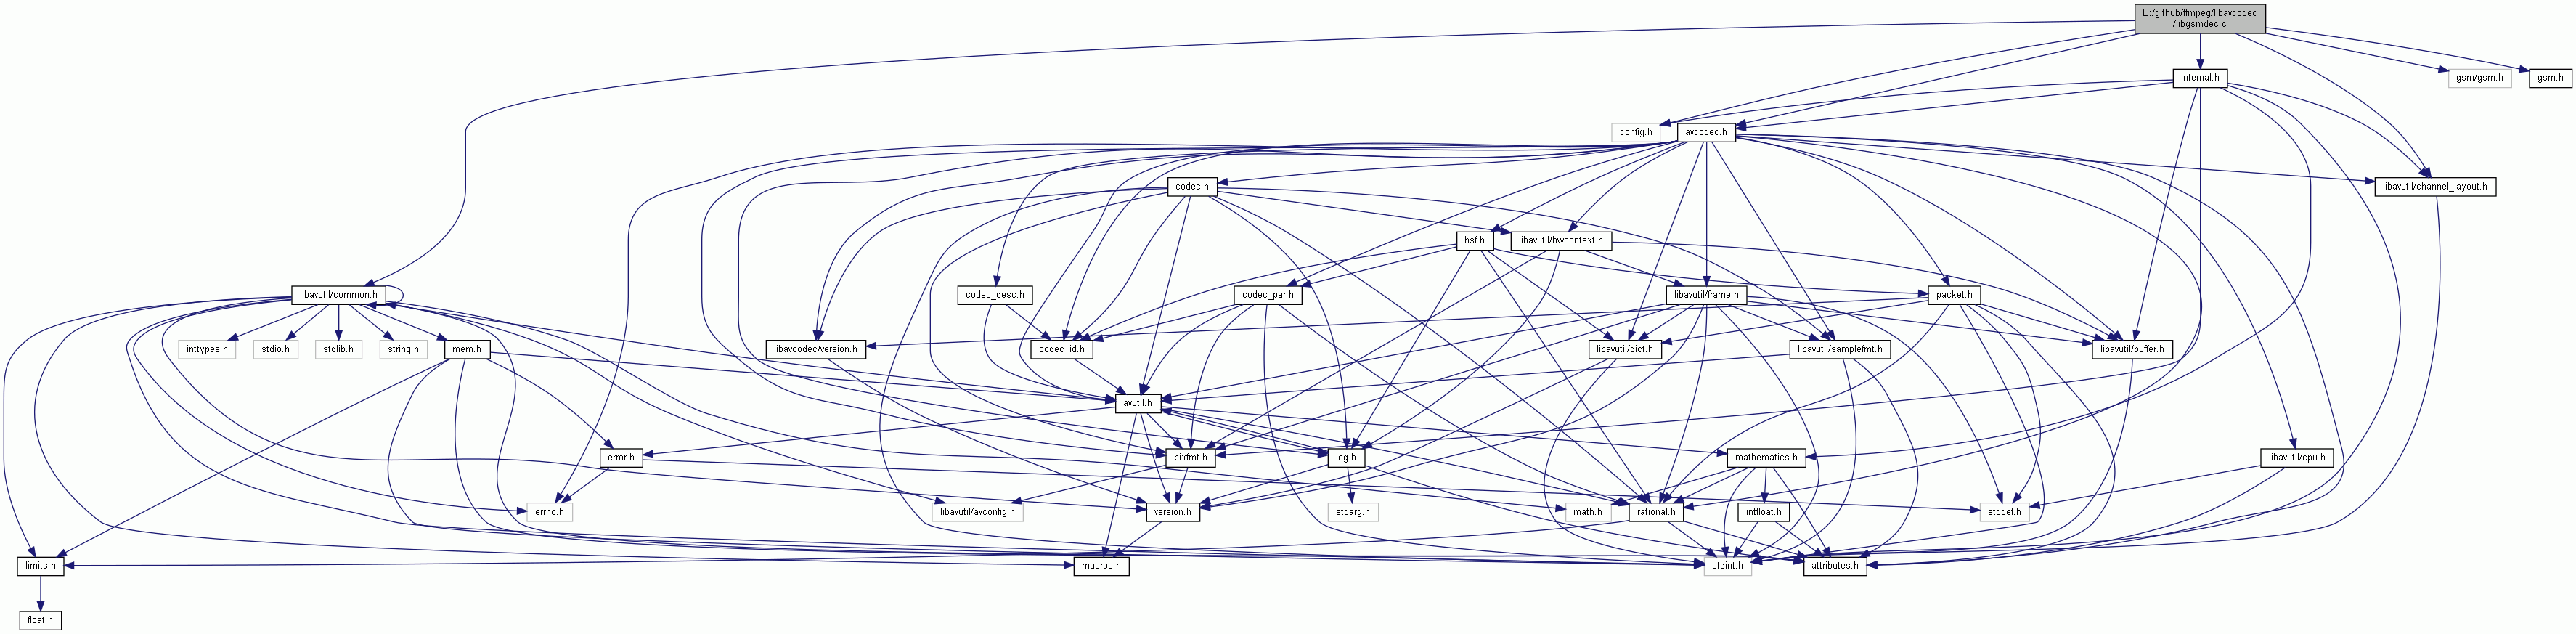 E:/github/ffmpeg/libavcodec
/libgsmdec.c
internal.h
gsm/gsm.h
gsm.h
config.h
avcodec.h
codec.h
libavutil/channel_layout.h
bsf.h
libavutil/hwcontext.h
libavutil/common.h
codec_desc.h
codec_par.h
libavutil/frame.h
packet.h
inttypes.h
stdio.h
stdlib.h
string.h
mem.h
libavcodec/version.h
codec_id.h
libavutil/dict.h
libavutil/samplefmt.h
libavutil/buffer.h
avutil.h
error.h
pixfmt.h
log.h
mathematics.h
libavutil/cpu.h
errno.h
libavutil/avconfig.h
version.h
stdarg.h
math.h
rational.h
intfloat.h
stddef.h
limits.h
macros.h
stdint.h
attributes.h
float.h